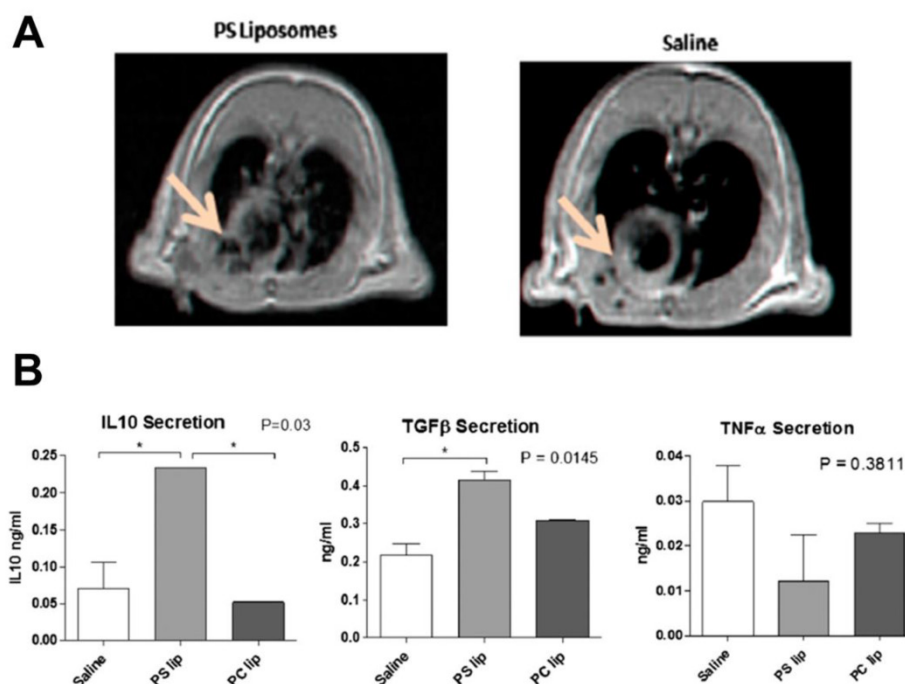 A
PS Liposomes
Saline
B
IL10 Secretion
P=0.03
*
*
IL10 ng/ml
0.25
0.20
0.15
0.10
0.05
0.00
Saline
PS lip
PC lip
TGFβ Secretion
P = 0.0145
*
ng/ml
0.5
0.4
0.3
0.2
0.1
0.0
Saline
PS lip
PC lip
TNFα Secretion
P = 0.3811
ng/ml
0.04
0.03
0.02
0.01
0.00
Saline
PS lip
PC lip